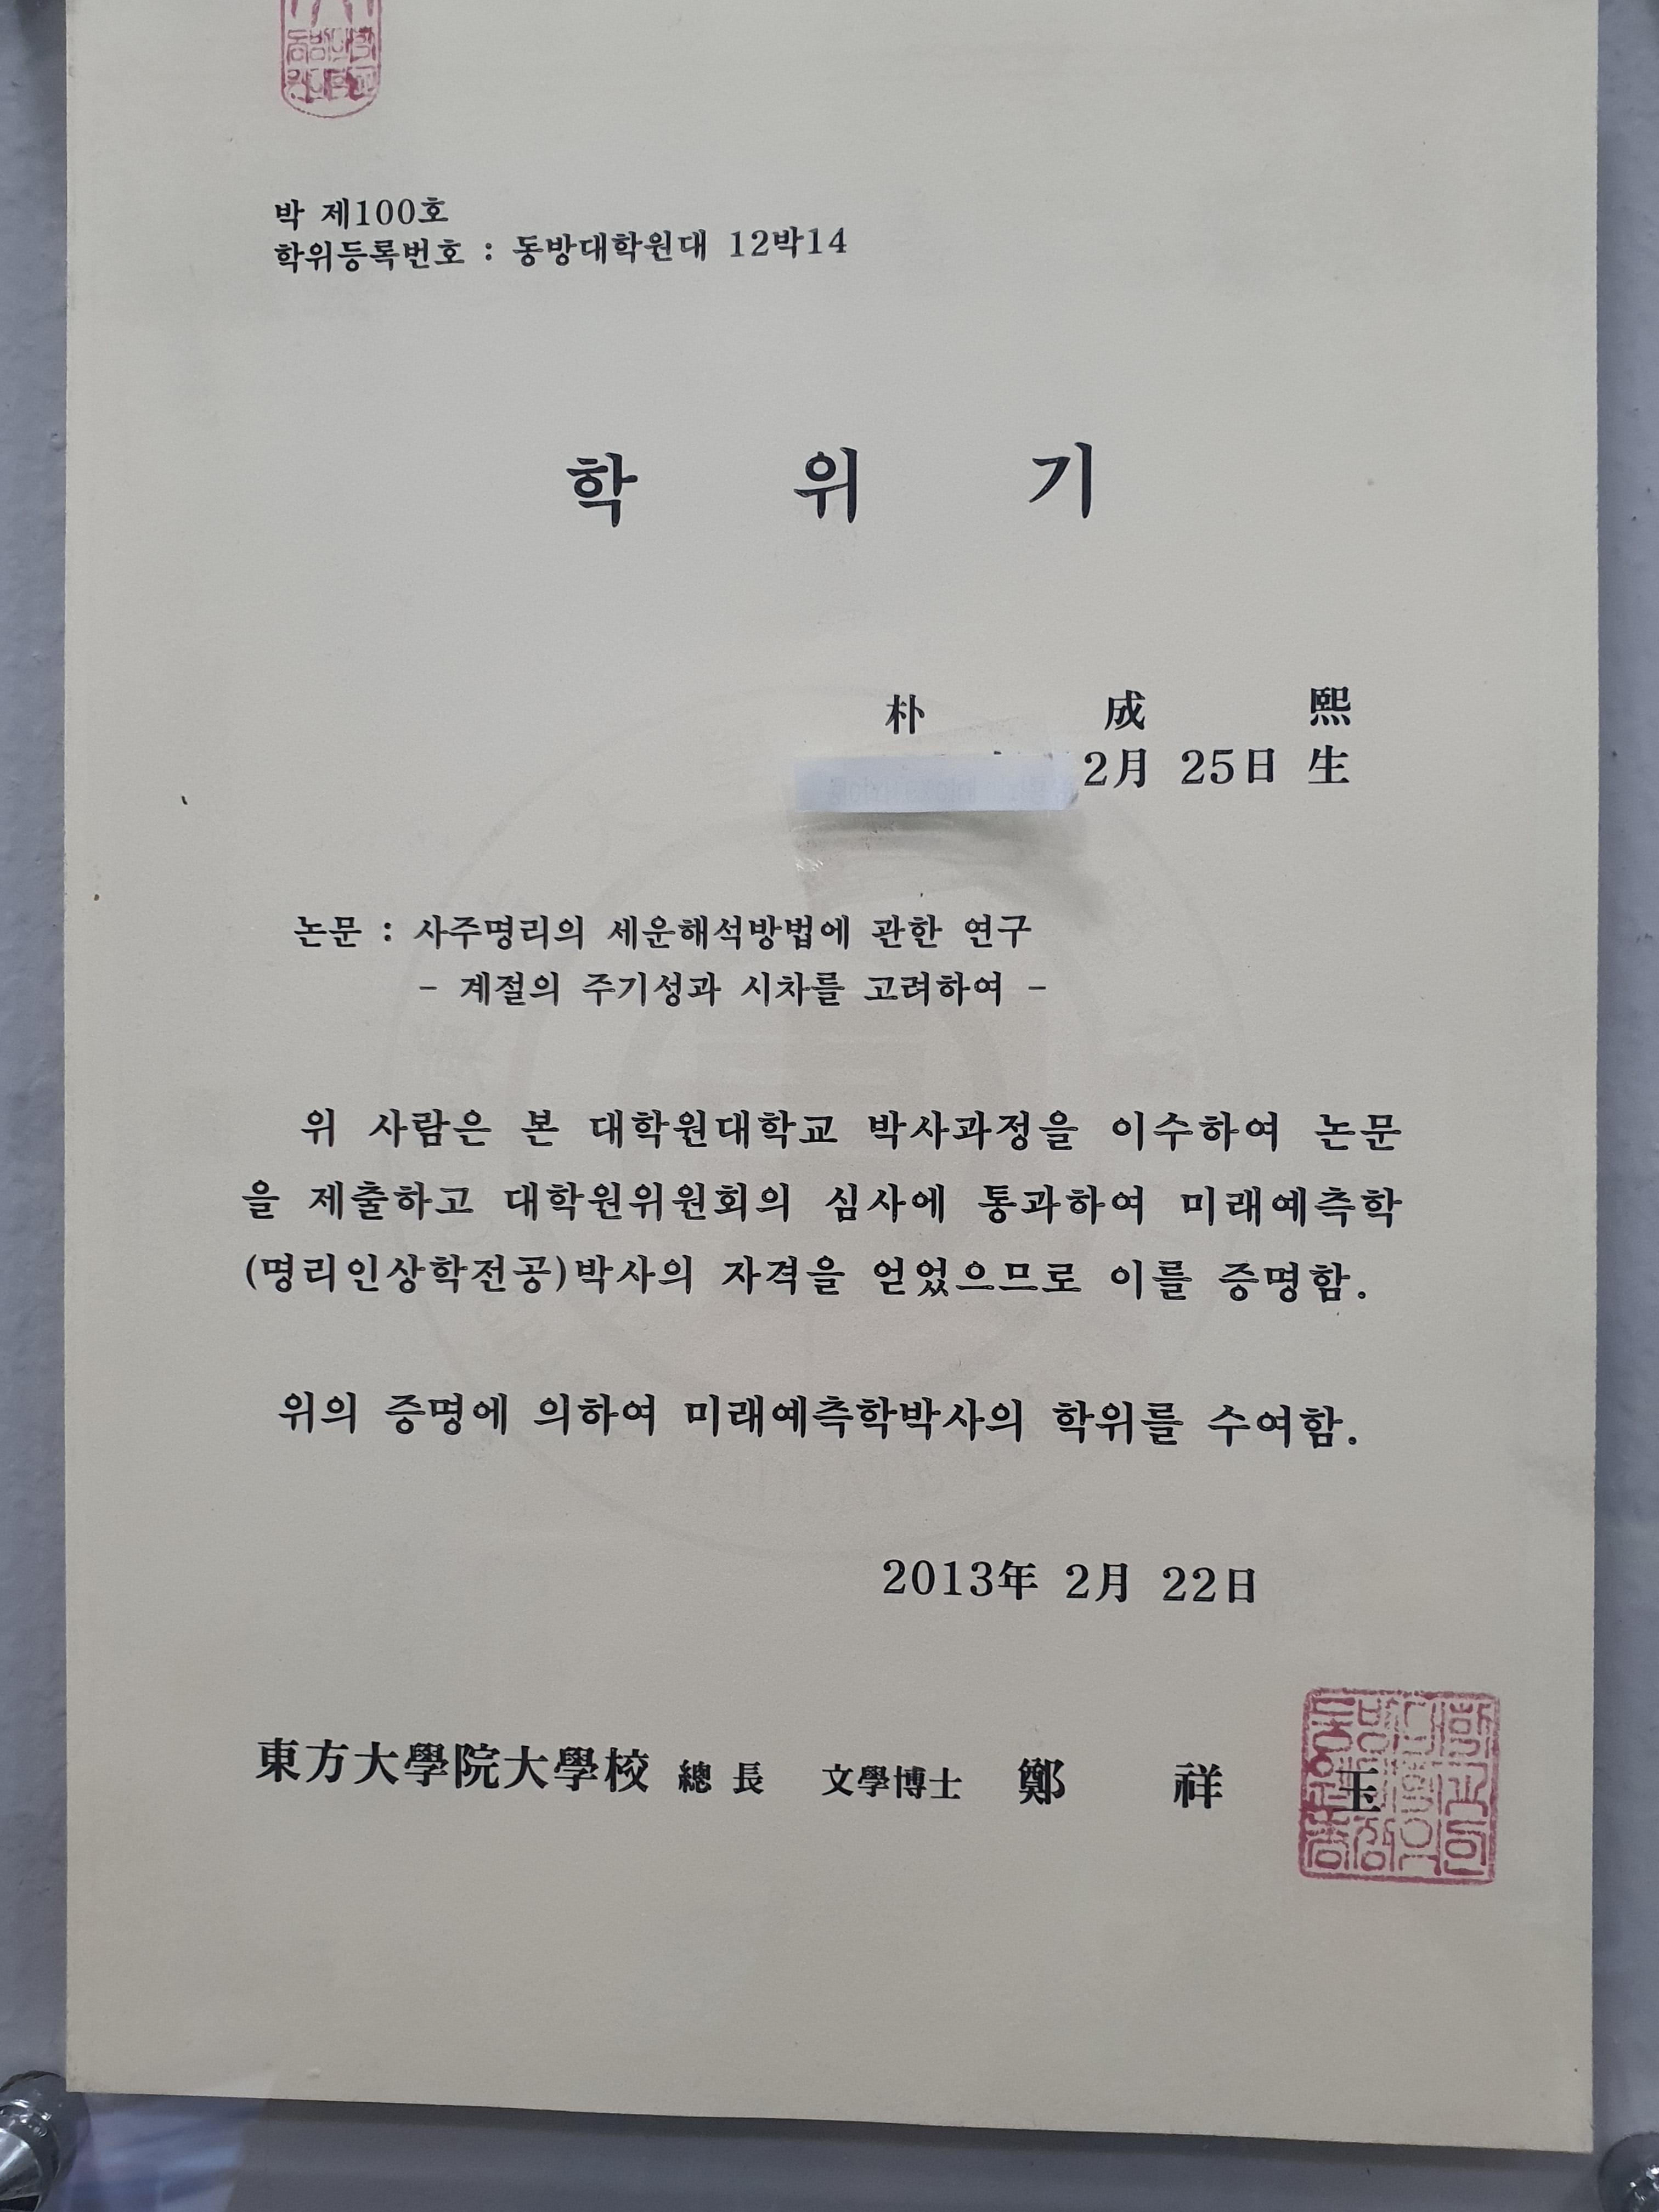 박 제100호
학위등록번호 : 동방대학원대 12박14
학 위 기
朴 成 熙
2月 25日 生
논문 : 사주명리의 세운해석방법에 관한 연구
- 계절의 주기성과 시차를 고려하여 -
위 사람은 본 대학원대학교 박사과정을 이수하여 논문
을 제출하고 대학원위원회의 심사에 통과하여 미래예측학
(명리인상학전공)박사의 자격을 얻었으므로 이를 증명함.
위의 증명에 의하여 미래예측학박사의 학위를 수여함.
2013年 2月 22日
東方大學院大學校 總長 文學博士 鄭 祥 玉